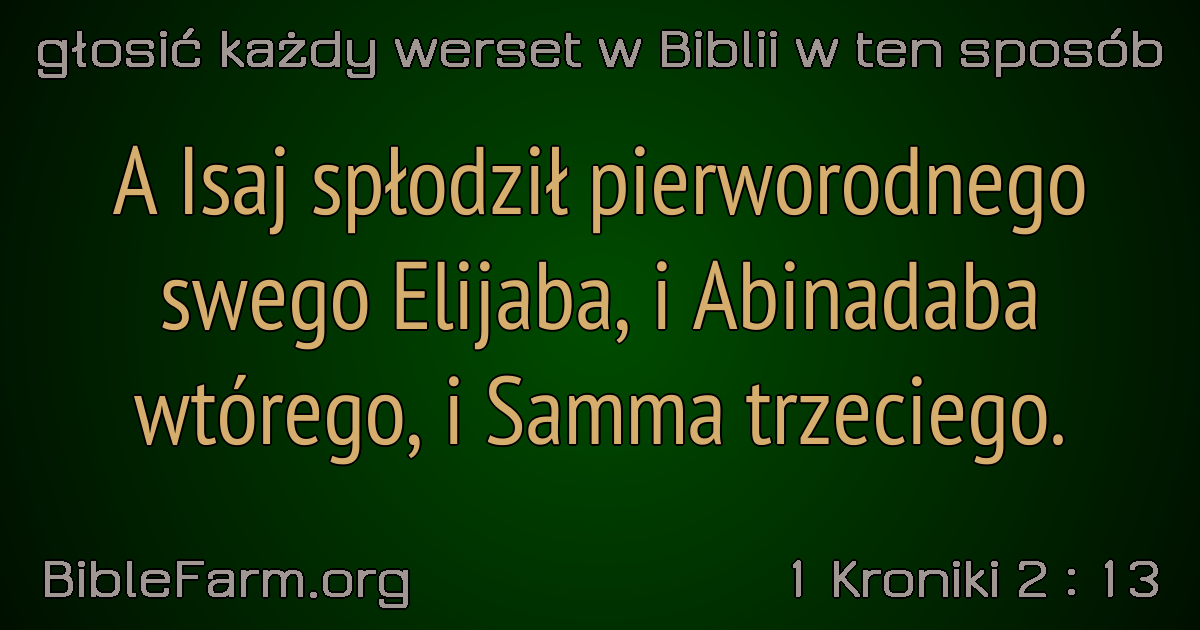 głosić każdy werset w Biblii w ten sposób
A Isaj spłodził pierworodnego
swego Elijaba, i Abinadaba
wtórego, i Samma trzeciego.
BibleFarm.org
1 Kroniki 2 : 13